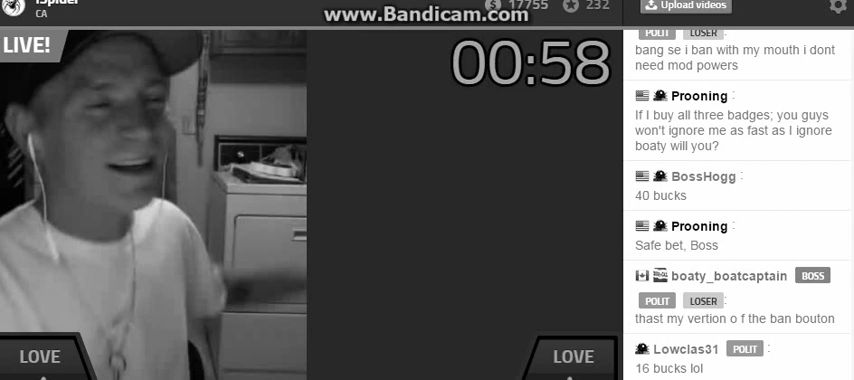 iSpider
CA
17755
232
Upload videos
www.Bandicam.com
LIVE!
00:58
LOVE
LOVE
POLIT LOSER
bang se i ban with my mouth i dont
need mod powers
Prooning :
If I buy all three badges; you guys
won't ignore me as fast as I ignore
boaty will you?
BossHogg :
40 bucks
Prooning :
Safe bet, Boss
boaty_boatcaptain BOSS
POLIT LOSER :
thast my vertion o f the ban bouton
Lowclas31 POLIT :
16 bucks lol